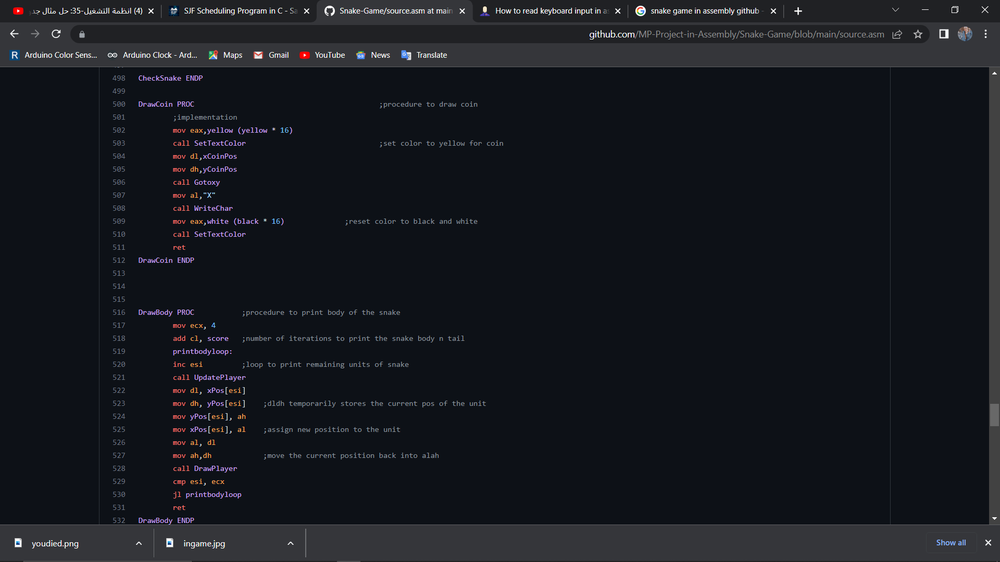 (4) انظمة التشغيل-35: حل مثال جد
SJF Scheduling Program in C - Sa
Snake-Game/source.asm at main
How to read keyboard input in as
snake game in assembly github -
github.com/MP-Project-in-Assembly/Snake-Game/blob/main/source.asm
Arduino Color Sens... Arduino Clock - Ard... Maps Gmail YouTube News Translate
498 CheckSnake ENDP
499
500 DrawCoin PROC ;procedure to draw coin
501 ;implementation
502 mov eax,yellow (yellow * 16)
503 call SetTextColor ;set color to yellow for coin
504 mov dl,xCoinPos
505 mov dh,yCoinPos
506 call Gotoxy
507 mov al,"X"
508 call WriteChar
509 mov eax,white (black * 16) ;reset color to black and white
510 call SetTextColor
511 ret
512 DrawCoin ENDP
513
514
515
516 DrawBody PROC ;procedure to print body of the snake
517 mov ecx, 4
518 add cl, score ;number of iterations to print the snake body n tail
519 printbodyloop:
520 inc esi ;loop to print remaining units of snake
521 call UpdatePlayer
522 mov dl, xPos[esi]
523 mov dh, yPos[esi] ;dldh temporarily stores the current pos of the unit
524 mov yPos[esi], ah
525 mov xPos[esi], al ;assign new position to the unit
526 mov al, dl
527 mov ah,dh ;move the current position back into alah
528 call DrawPlayer
529 cmp esi, ecx
530 jl printbodyloop
531 ret
532 DrawBody ENDP
youdied.png ingame.jpg Show all